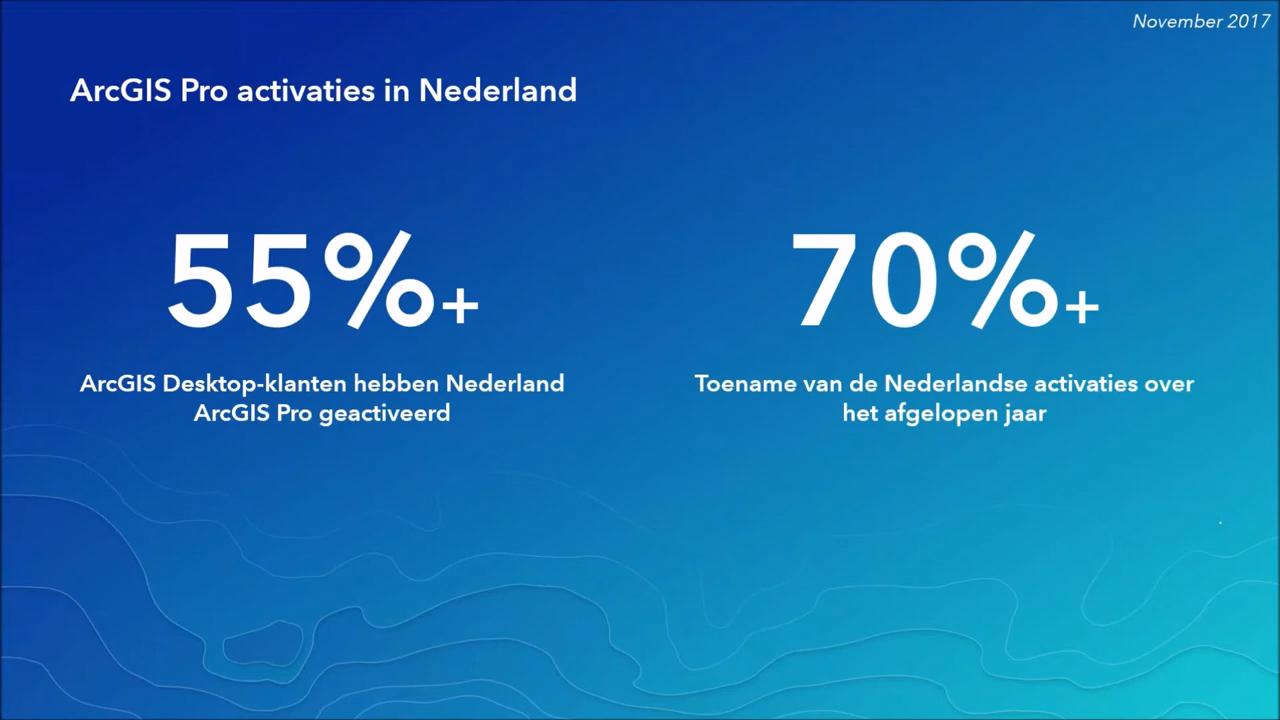 November 2017
ArcGIS Pro activaties in Nederland
55%+
ArcGIS Desktop-klanten hebben Nederland
ArcGIS Pro geactiveerd
70%+
Toename van de Nederlandse activaties over
het afgelopen jaar